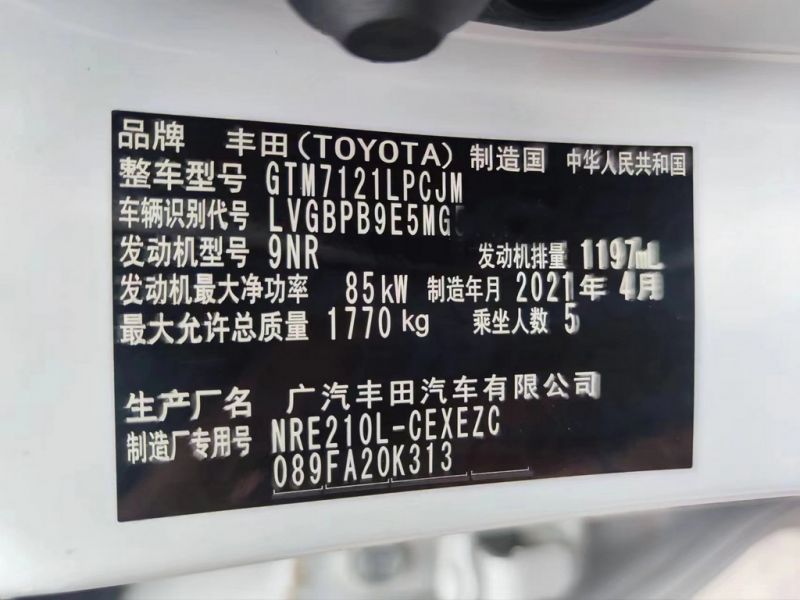 品牌 丰田(TOYOTA) 制造国 中华人民共和国
整车型号 GTM7121LPCJM
车辆识别代号 LVGBPB9E5MG
发动机型号 9NR 发动机排量 1197mL
发动机最大净功率 85kW 制造年月 2021年 4月
最大允许总质量 1770kg 乘坐人数 5
生产厂名 广汽丰田汽车有限公司
制造厂专用号 NRE210L-CEXEZC
089FA20K313